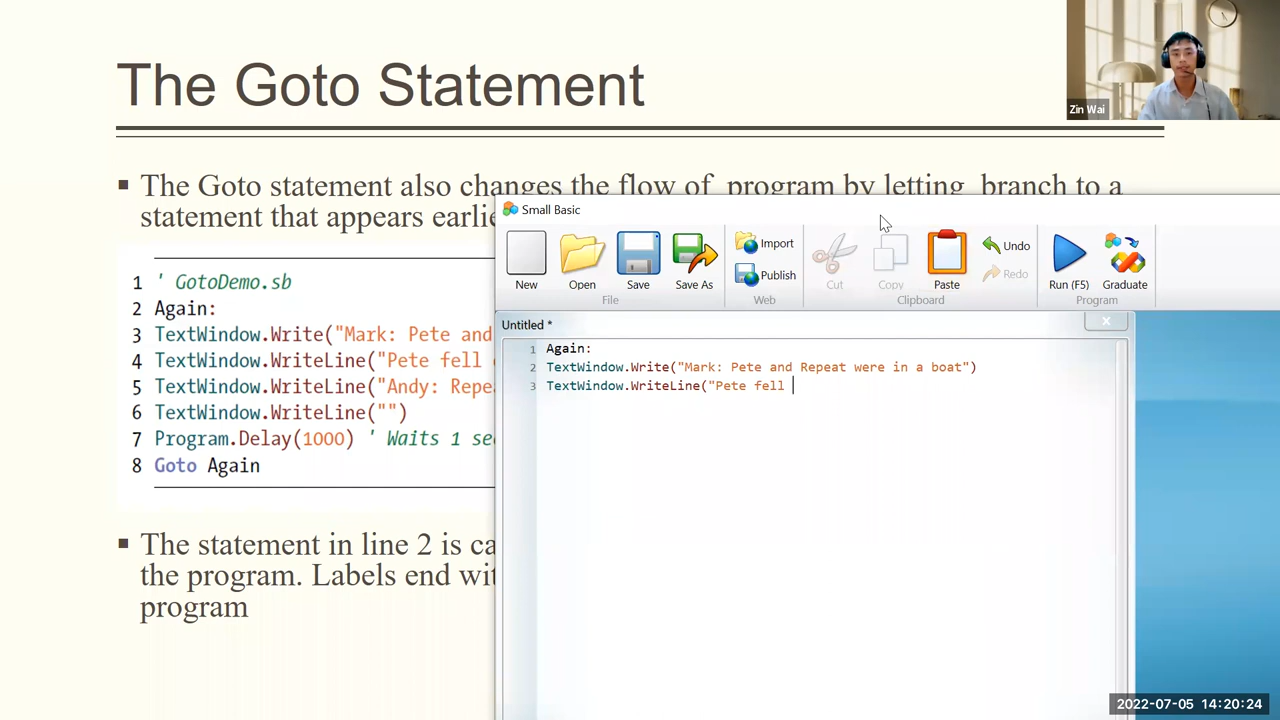 The Goto Statement
Zin Wai
The Goto statement also changes the flow of program by letting branch to a
statement that appears earlie
1 ' GotoDemo.sb
2 Again:
3 TextWindow.Write("Mark: Pete and
4 TextWindow.WriteLine("Pete fell
5 TextWindow.WriteLine("Andy: Repe
6 TextWindow.WriteLine("")
7 Program.Delay(1000) ' Waits 1 se
8 Goto Again
The statement in line 2 is ca
the program. Labels end wit
program
Small Basic
New
Open
Save
Save As
File
Import
Publish
Web
Cut
Copy
Paste
Undo
Redo
Clipboard
Run (F5)
Graduate
Program
Untitled *
1 Again:
2 TextWindow.Write("Mark: Pete and Repeat were in a boat")
3 TextWindow.WriteLine("Pete fell
2022-07-05 14:20:24